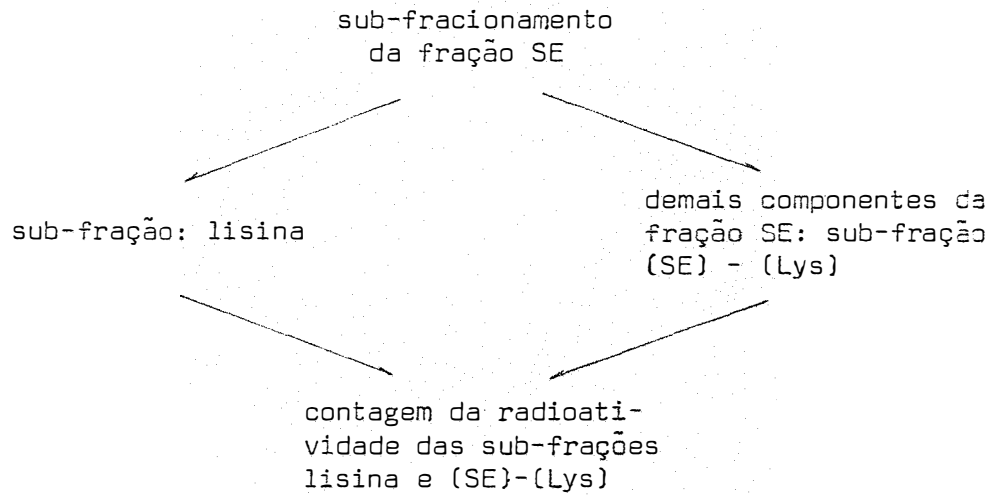 sub-fracionamento
da fração SE
sub-fração: lisina
demais componentes da
fração SE: sub-fração
(SE) - (Lys)
contagem da radioati-
vidade das sub-frações
lisina e (SE)-(Lys)